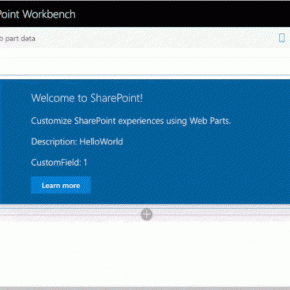 Point Workbench
part data
Welcome to SharePoint!
Customize SharePoint experiences using Web Parts.
Description: HelloWorld
CustomField: 1
Learn more